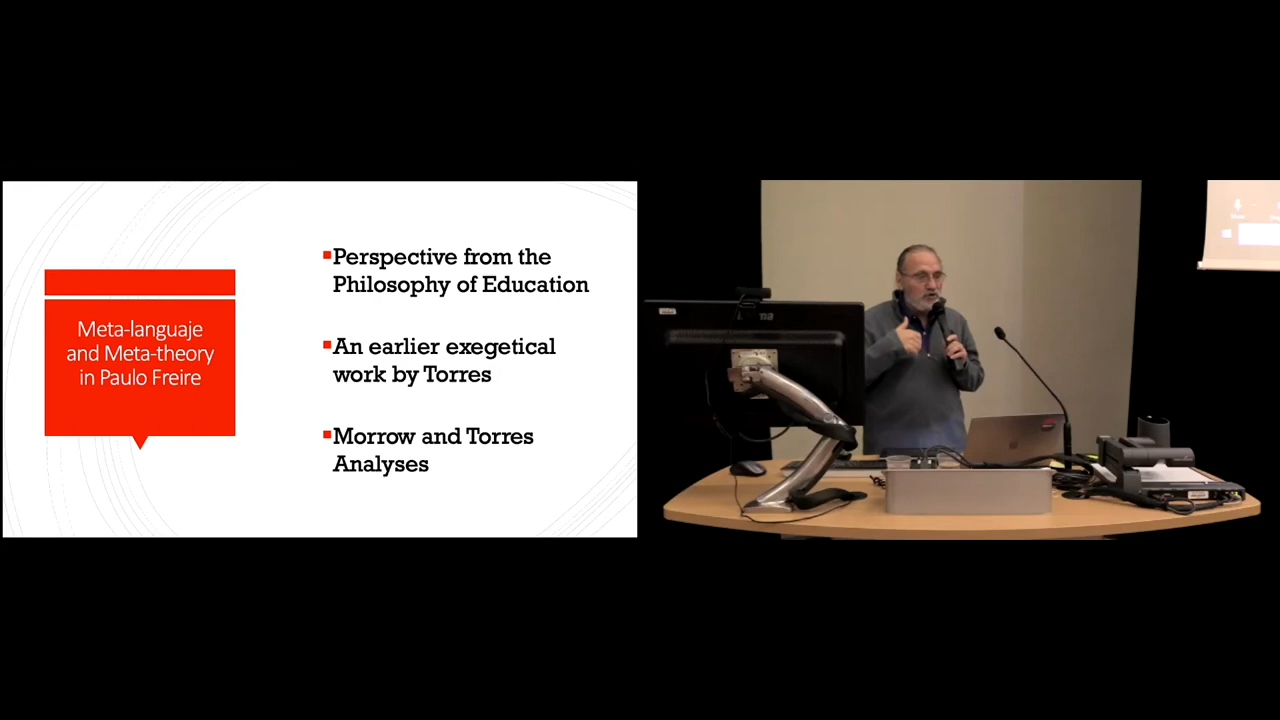 Meta-languaje
and Meta-theory
in Paulo Freire
Perspective from the
Philosophy of Education
An earlier exegetical
work by Torres
Morrow and Torres
Analyses